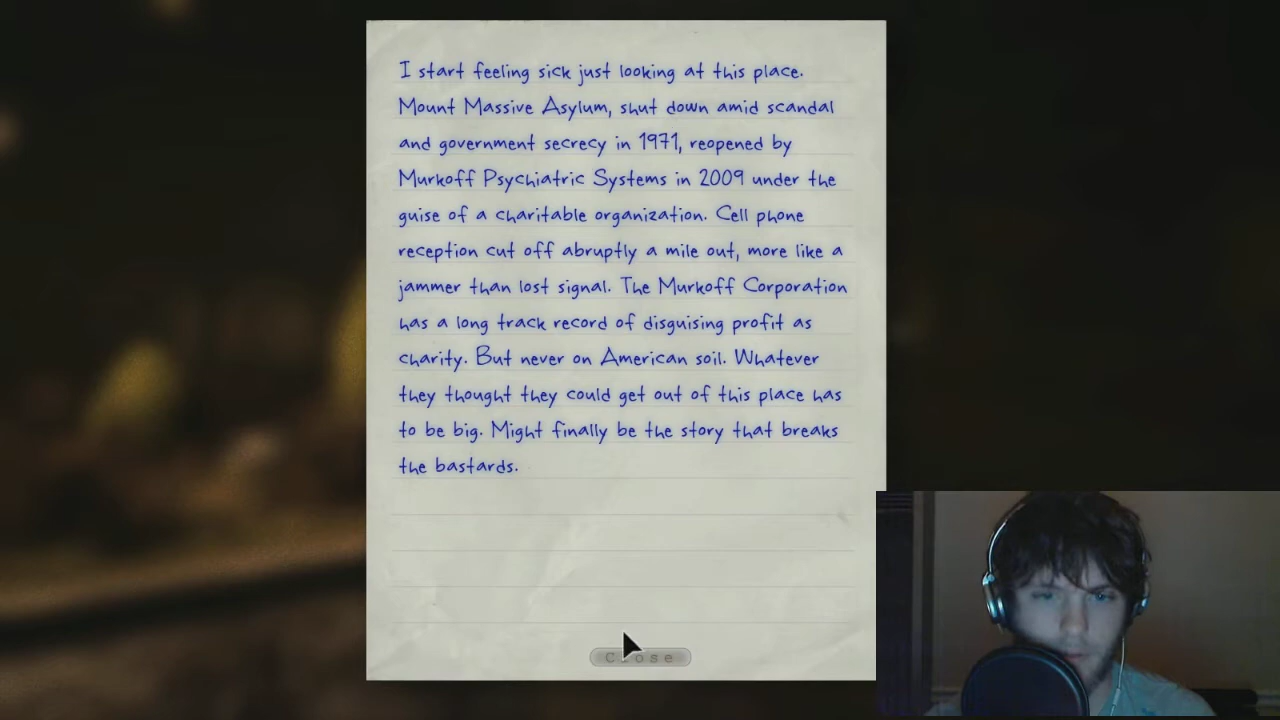 I start feeling sick just looking at this place.
Mount Massive Asylum, shut down amid scandal
and government secrecy in 1971, reopened by
Murkoff Psychiatric Systems in 2009 under the
guise of a charitable organization. Cell phone
reception cut off abruptly a mile out, more like a
jammer than lost signal. The Murkoff Corporation
has a long track record of disguising profit as
charity. But never on American soil. Whatever
they thought they could get out of this place has
to be big. Might finally be the story that breaks
the bastards.
Close